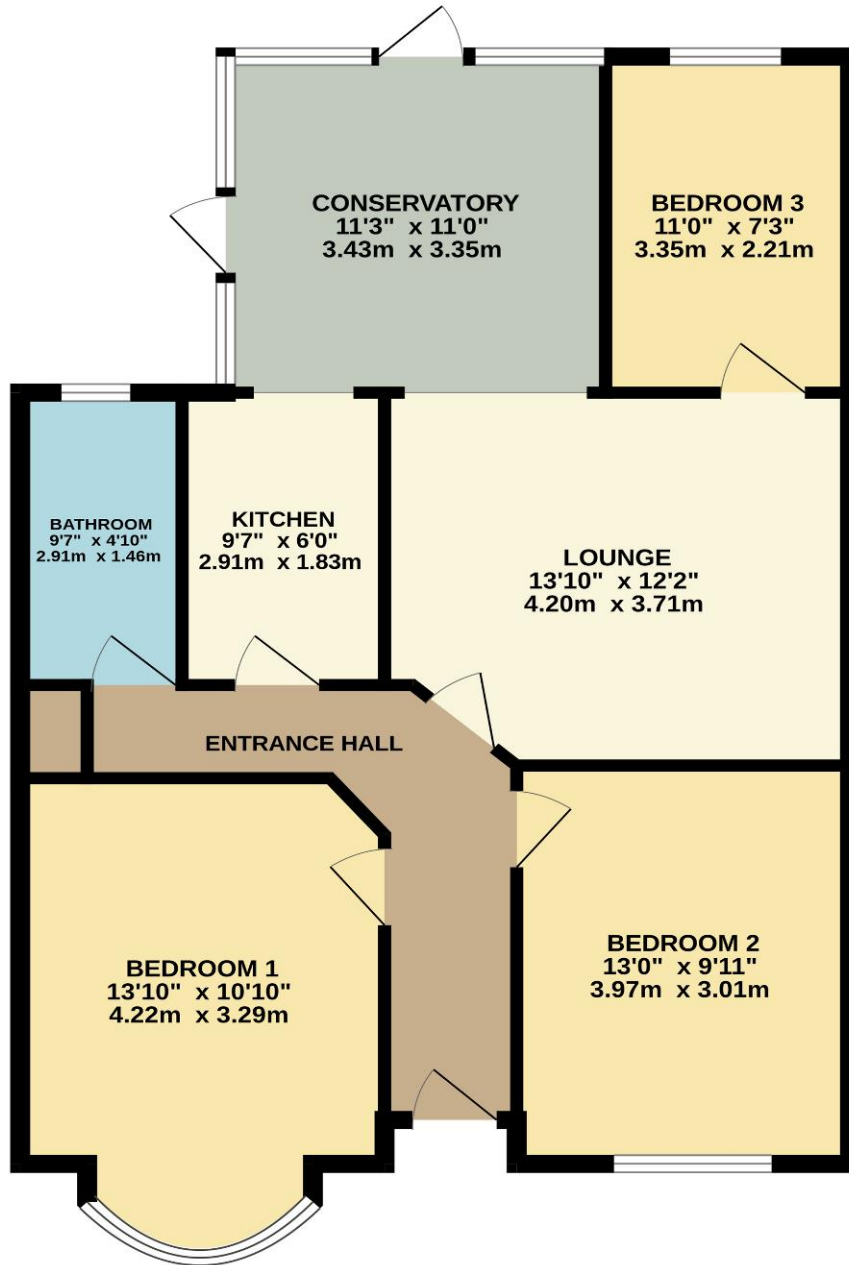 CONSERVATORY
11'3" x 11'0"
3.43m x 3.35m
BEDROOM 3
11'0" x 7'3"
3.35m x 2.21m
BATHROOM
9'7" x 4'10"
2.91m x 1.46m
KITCHEN
9'7" x 6'0"
2.91m x 1.83m
LOUNGE
13'10" x 12'2"
4.20m x 3.71m
ENTRANCE HALL
BEDROOM 1
13'10" x 10'10"
4.22m x 3.29m
BEDROOM 2
13'0" x 9'11"
3.97m x 3.01m